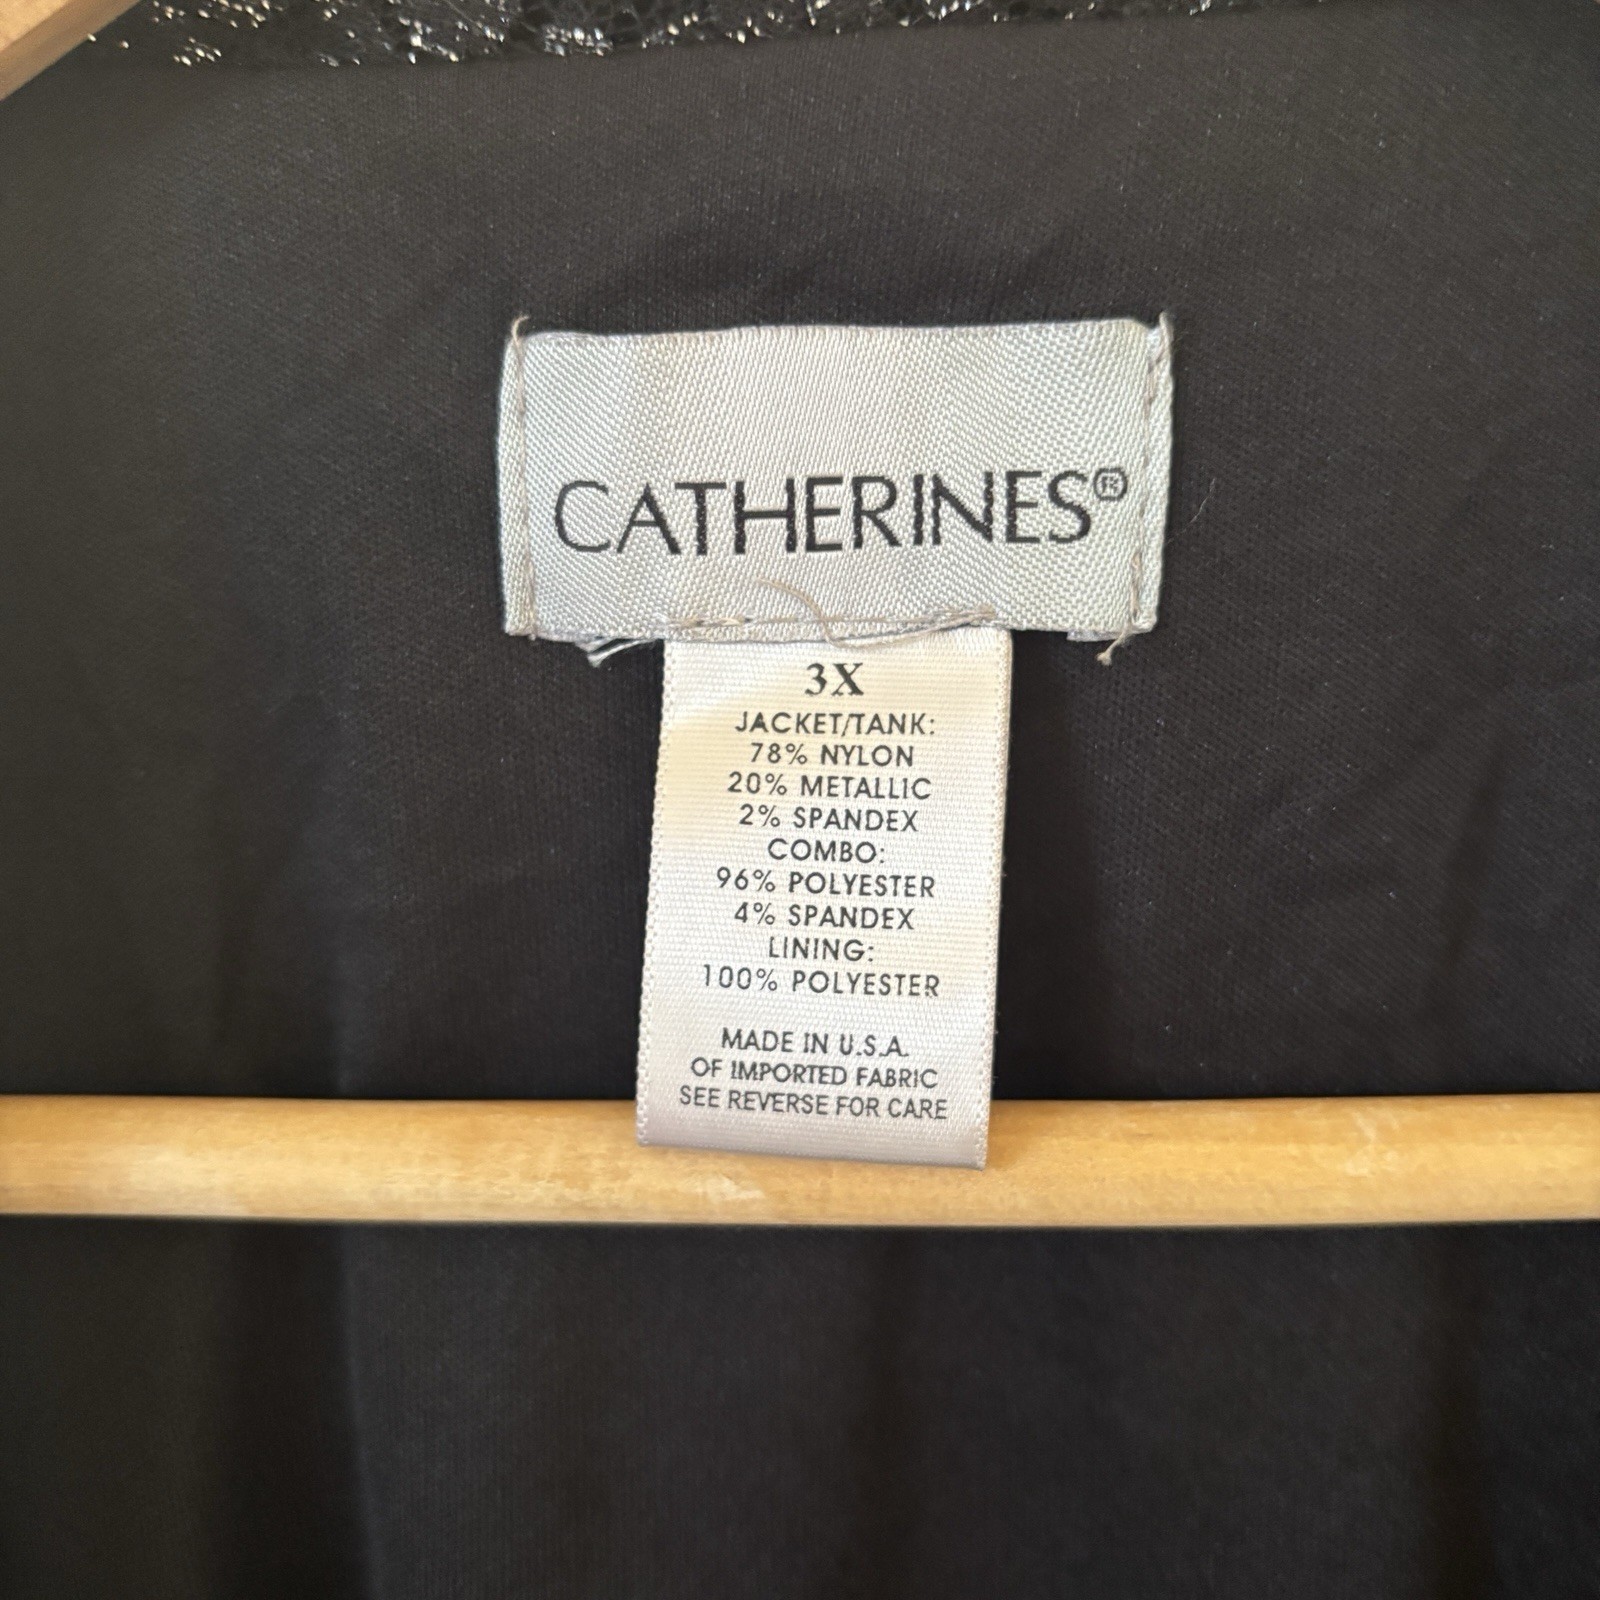 CATHERINES®
3X
JACKET/TANK:
78% NYLON
20% METALLIC
2% SPANDEX
COMBO:
96% POLYESTER
4% SPANDEX
LINING:
100% POLYESTER
MADE IN U.S.A.
OF IMPORTED FABRIC
SEE REVERSE FOR CARE